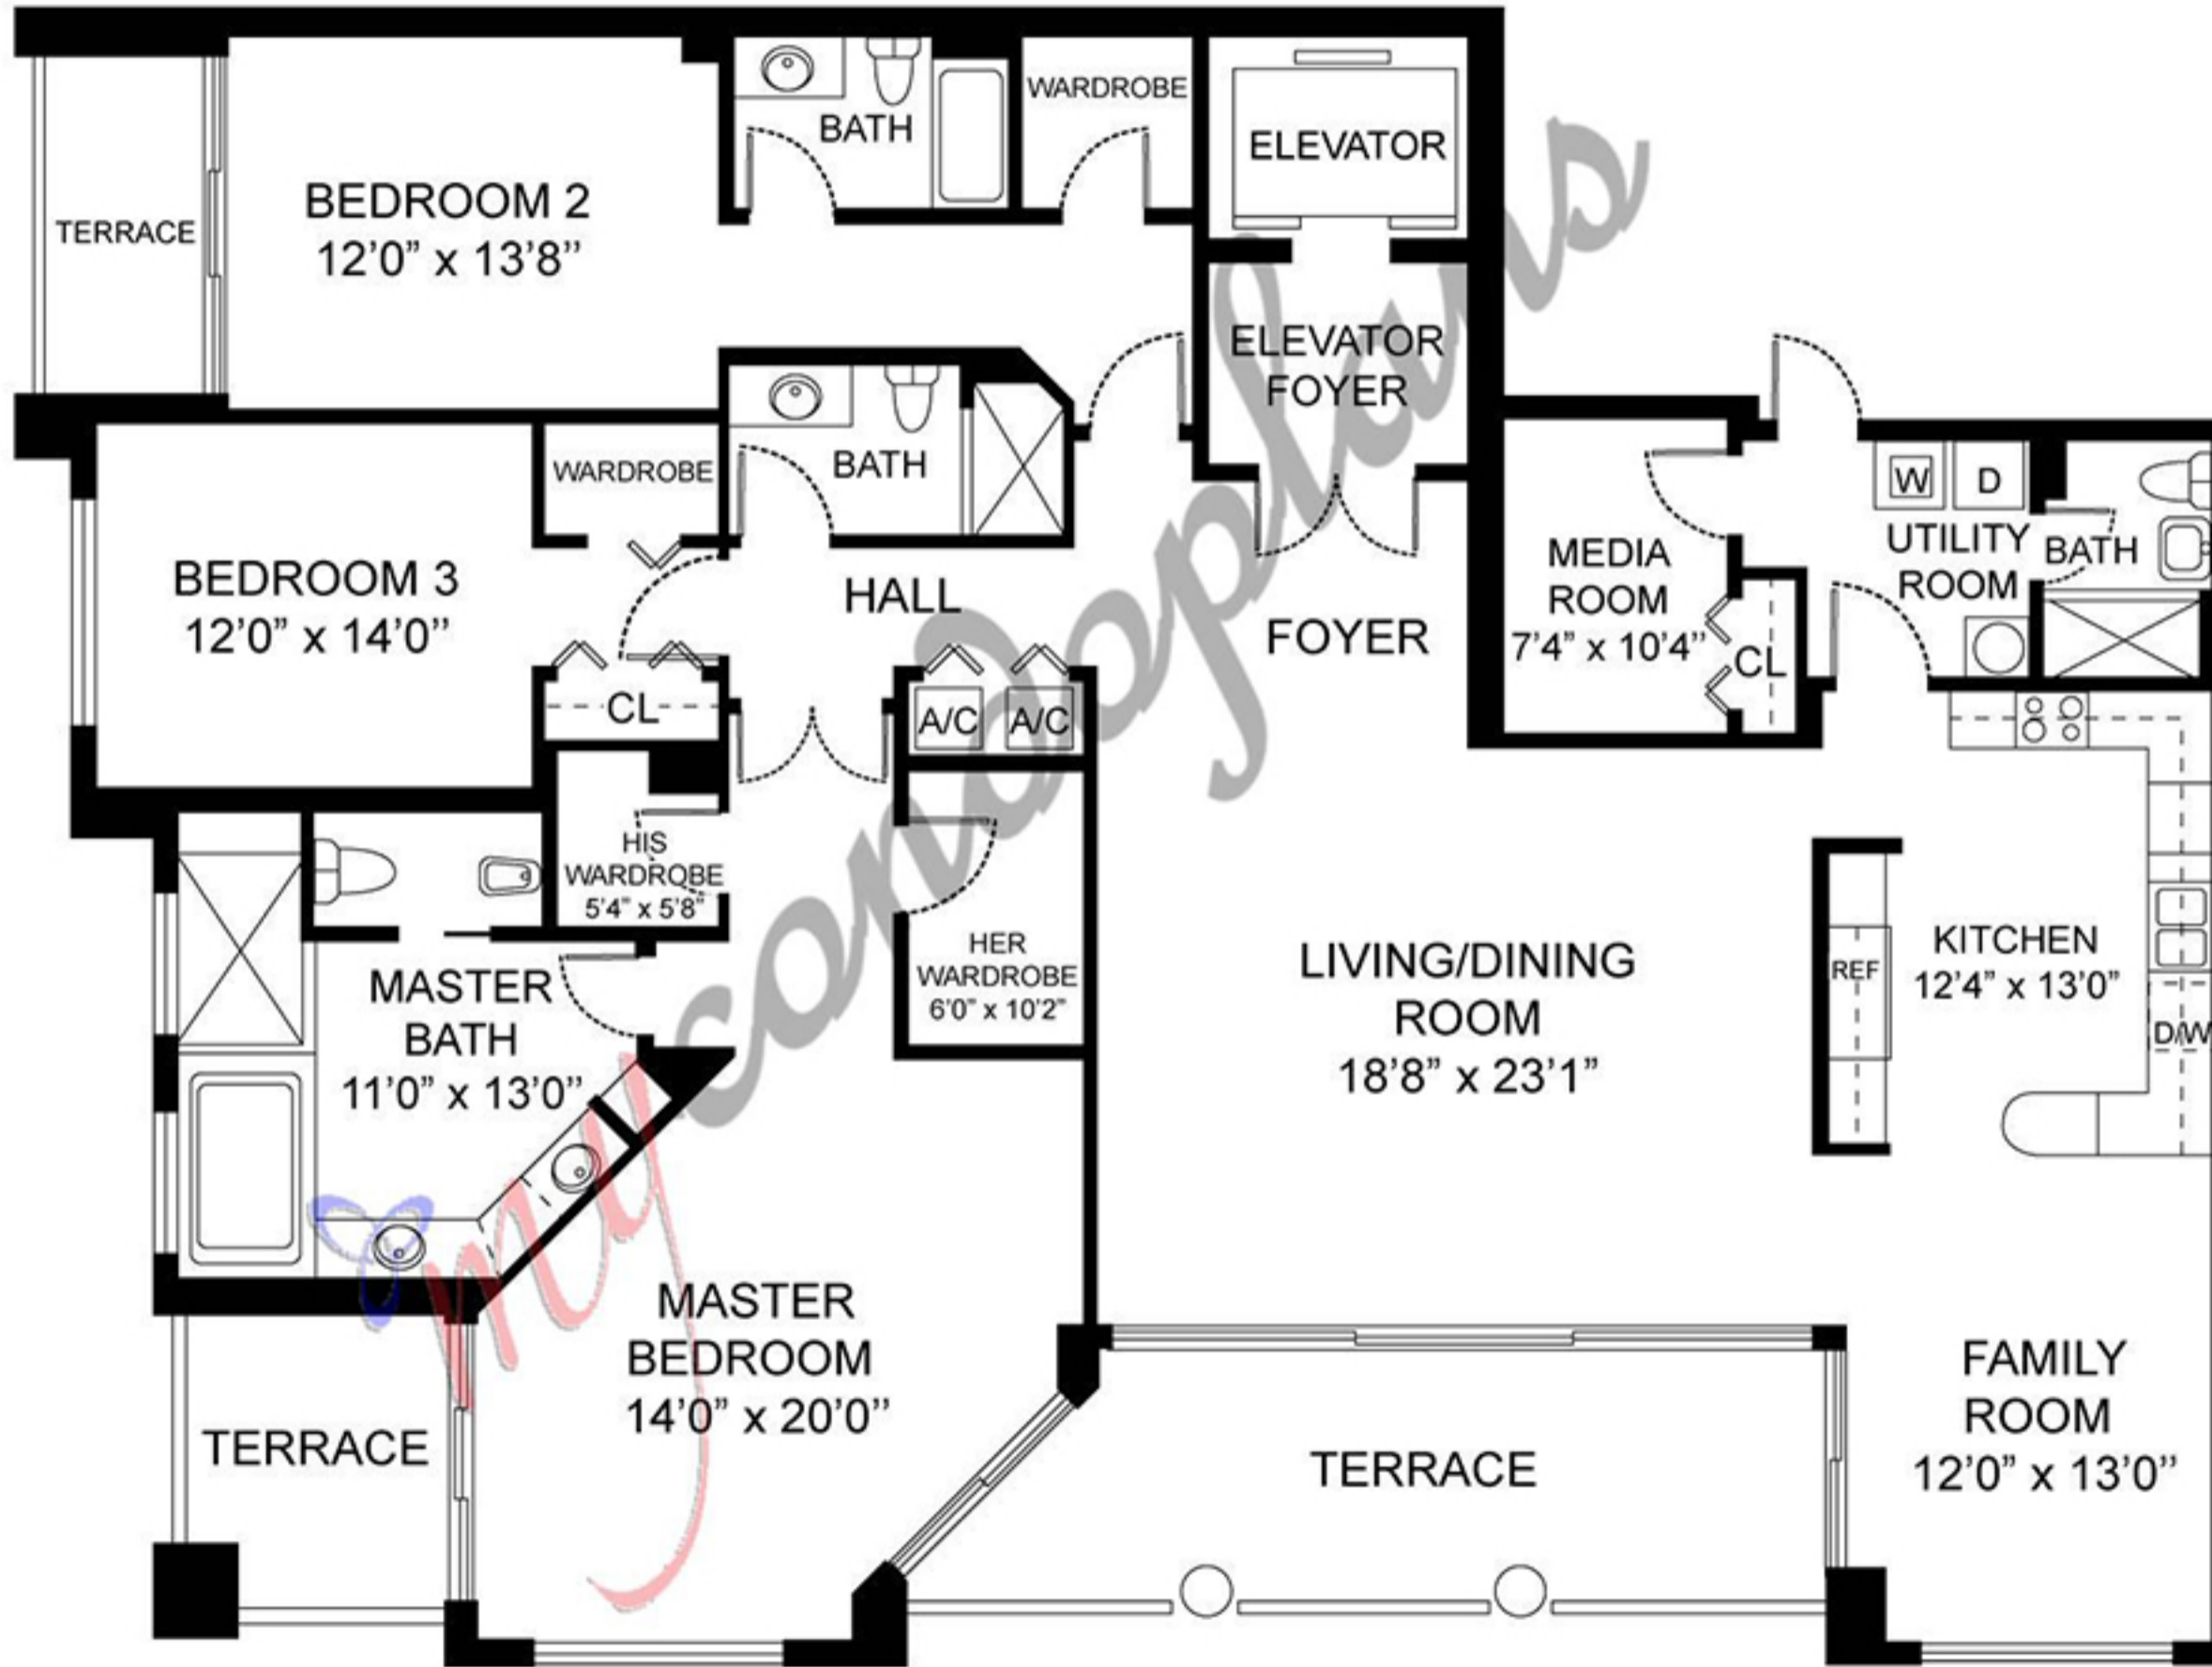 BATH
WARDROBE
ELEVATOR
BEDROOM 2
12'0" x 13'8"
TERRACE
ELEVATOR
FOYER
WARDROBE
BATH
BEDROOM 3
12'0" x 14'0"
HALL
FOYER
MEDIA
ROOM
7'4" x 10'4"
CL
W
D
UTILITY
ROOM
BATH
CL
A/C
A/C
HIS
WARDROBE
5'4" x 5'8"
HER
WARDROBE
6'0" x 10'2"
MASTER
BATH
11'0" x 13'0"
LIVING/DINING
ROOM
18'8" x 23'1"
REF
KITCHEN
12'4" x 13'0"
D/W
MASTER
BEDROOM
14'0" x 20'0"
TERRACE
TERRACE
FAMILY
ROOM
12'0" x 13'0"
mycondoplans